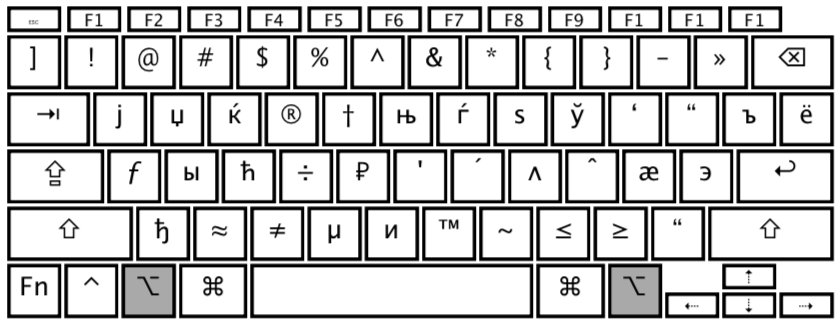 ESC F1 F2 F3 F4 F5 F6 F7 F8 F9 F1 F1 F1
] ! @ # $ % ^ & * { } – » ⌫
⇥ ј џ ќ ® † њ ѓ ѕ ў ‘ “ ъ ё
⇪ ƒ ы ћ ÷ ₽ ' ´ ʌ ˆ æ э ↩
⇧ ђ ≈ ≠ µ и ™ ~ ≤ ≥ “ ⇧
Fn ^ ⌥ ⌘ ⌘ ⌥ ⇠ ⇡ ⇣ ⇢